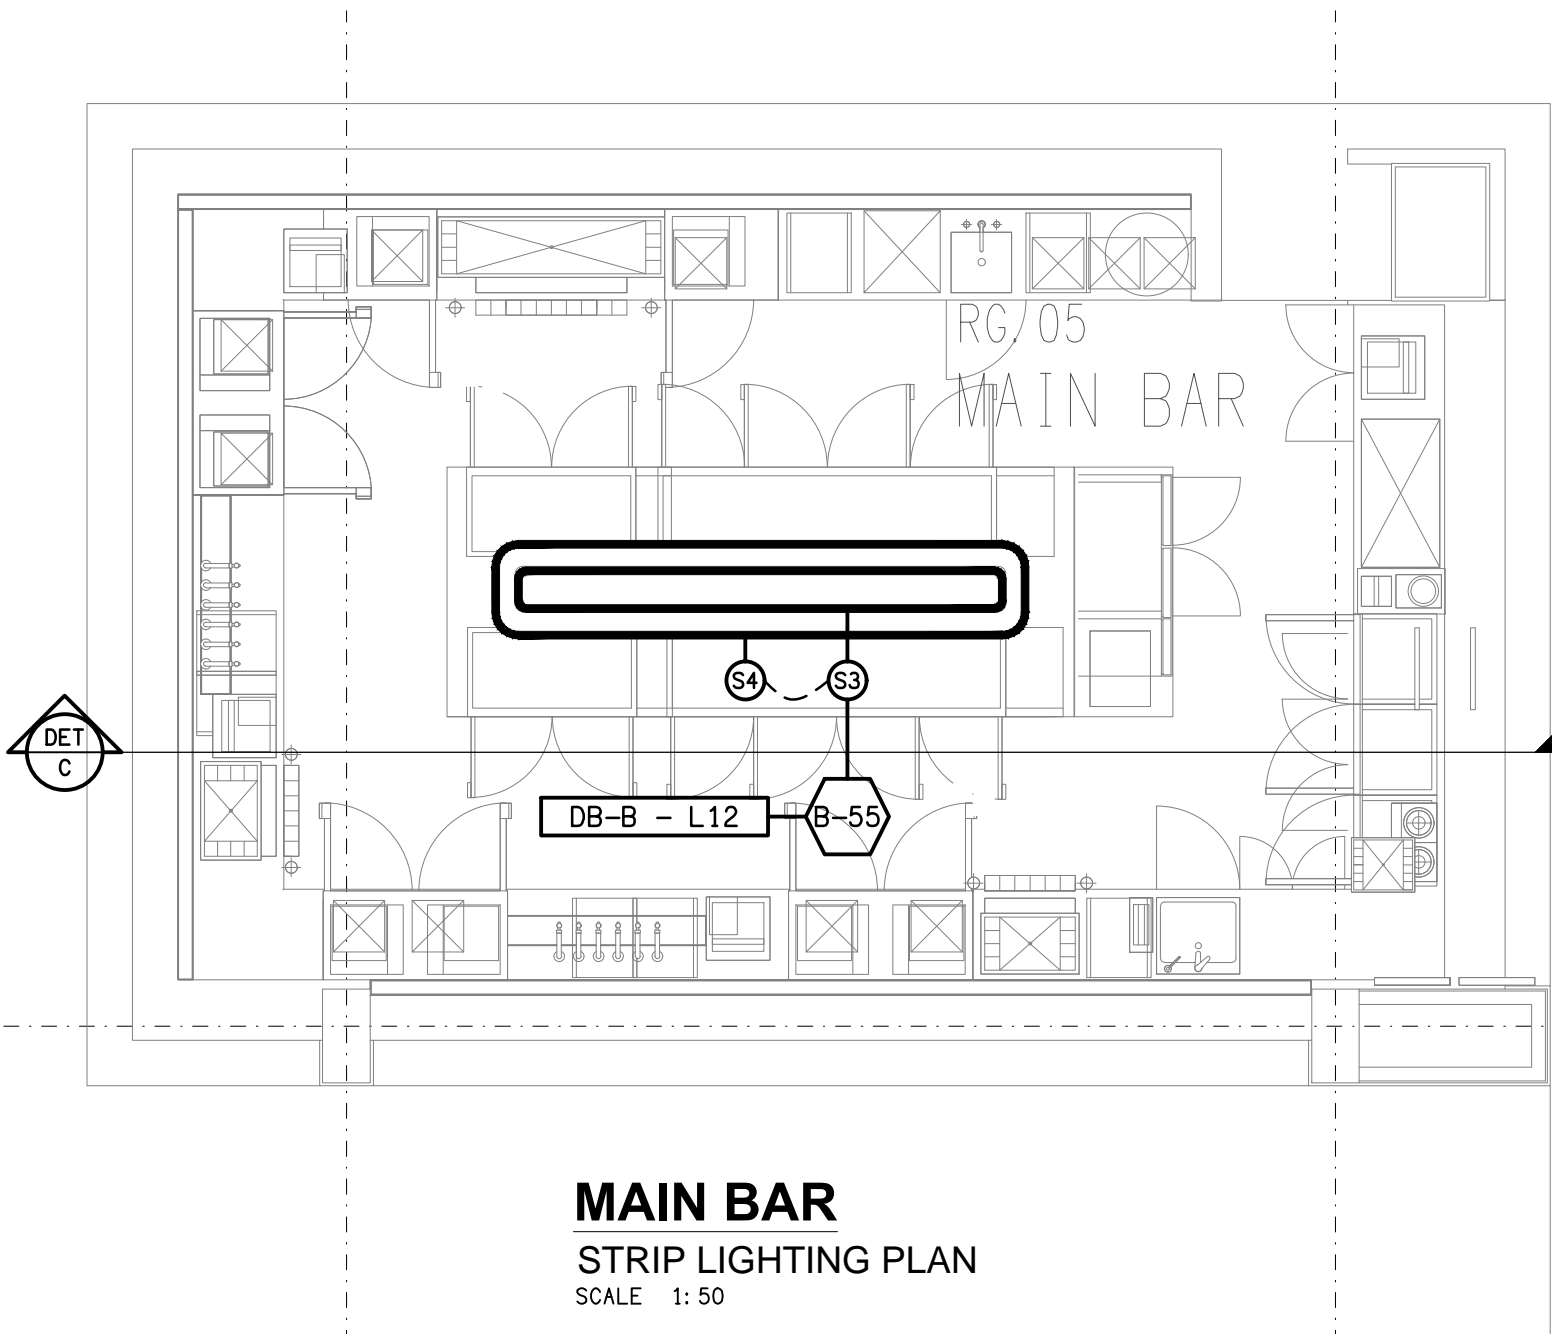 RG.05
MAIN BAR
S4
S3
DET
C
DB-B - L12
B-55
MAIN BAR
STRIP LIGHTING PLAN
SCALE 1:50